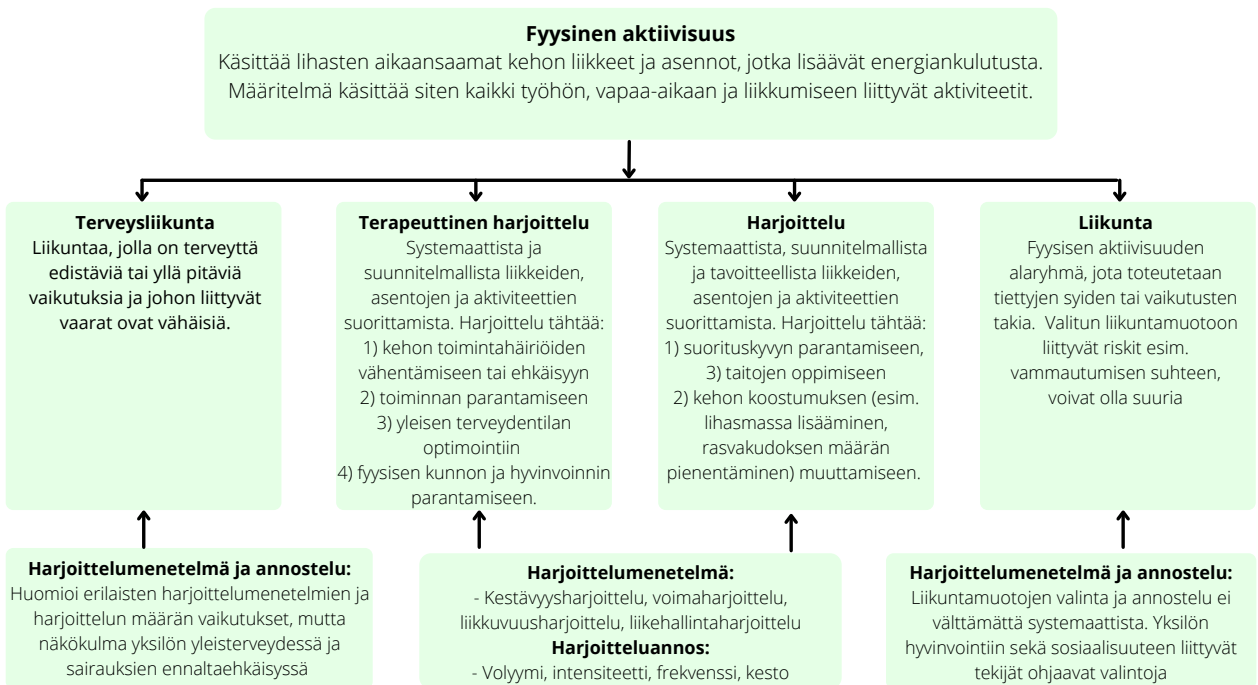 Fyysinen aktiivisuus
Käsittää lihasten aikaansaamat kehon liikkeet ja asennot, jotka lisäävät energiankulutusta.
Määritelmä käsittää siten kaikki työhön, vapaa-aikaan ja liikkumiseen liittyvät aktiviteetit.
Terveysliikunta
Liikuntaa, jolla on terveyttä
edistäviä tai yllä pitäviä
vaikutuksia ja johon liittyvät
vaarat ovat vähäisiä.
Terapeuttinen harjoittelu
Systemaattista ja
suunnitelmallista liikkeiden,
asentojen ja aktiviteettien
suorittamista. Harjoittelu tähtää:
1) kehon toimintahäiriöiden
vähentämiseen tai ehkäisyyn
2) toiminnan parantamiseen
3) yleisen terveydentilan
optimointiin
4) fyysisen kunnon ja hyvinvoinnin
parantamiseen.
Harjoittelu
Systemaattista, suunnitelmallista
ja tavoitteellista liikkeiden,
asentojen ja aktiviteettien
suorittamista. Harjoittelu tähtää:
1) suorituskyvyn parantamiseen,
3) taitojen oppimiseen
2) kehon koostumuksen (esim.
lihasmassa lisääminen,
rasvakudoksen määrän
pienentäminen) muuttamiseen.
Liikunta
Fyysisen aktiivisuuden
alaryhmä, jota toteutetaan
tiettyjen syiden tai vaikutusten
takia. Valitun liikuntamuotoon
liittyvät riskit esim.
vammautumisen suhteen,
voivat olla suuria
Harjoittelumenetelmä ja annostelu:
Huomioi erilaisten harjoittelumenetelmien ja
harjoittelun määrän vaikutukset, mutta
näkökulma yksilön yleisterveydessä ja
sairauksien ennaltaehkäisyssä
Harjoittelumenetelmä:
- Kestävyysharjoittelu, voimaharjoittelu,
liikkuvuusharjoittelu, liikehallintaharjoittelu
Harjoitteluannos:
- Volyymi, intensiteetti, frekvenssi, kesto
Harjoittelumenetelmä ja annostelu:
Liikuntamuotojen valinta ja annostelu ei
välttämättä systemaattista. Yksilön
hyvinvointiin sekä sosiaalisuuteen liittyvät
tekijät ohjaavat valintoja